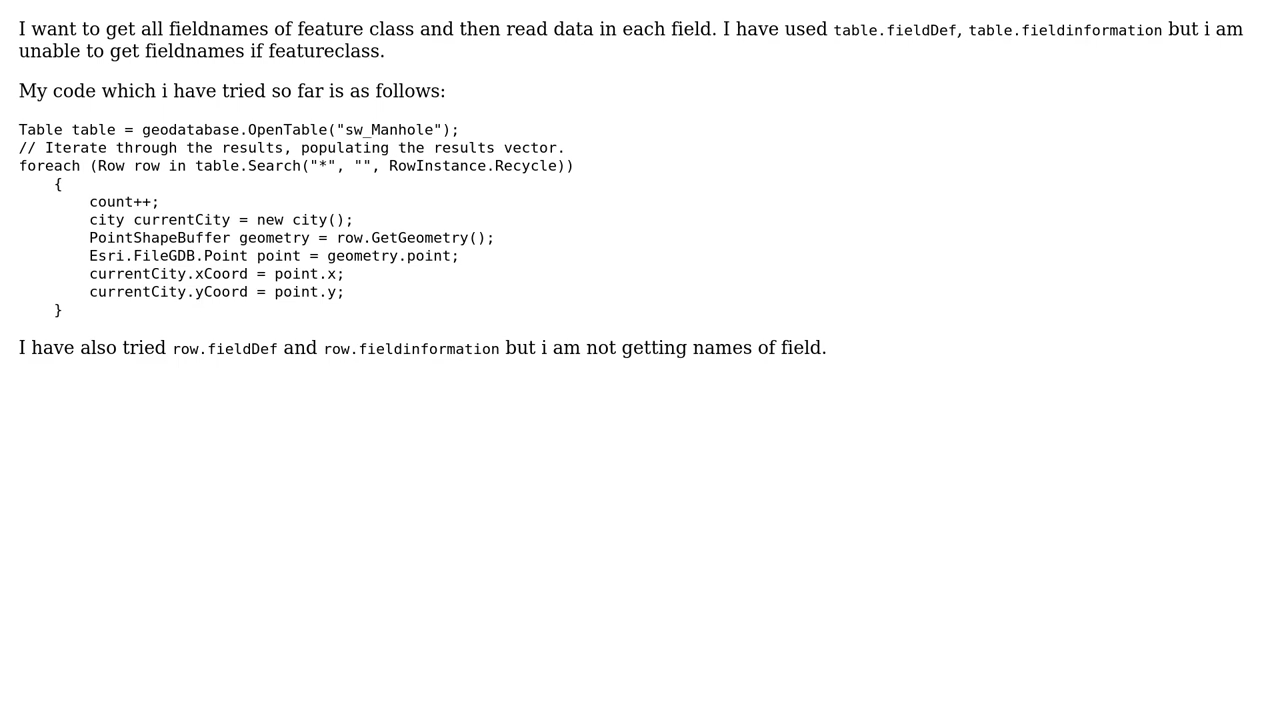 I want to get all fieldnames of feature class and then read data in each field. I have used table.fieldDef, table.fieldinformation but i am
unable to get fieldnames if featureclass.
My code which i have tried so far is as follows:
Table table = geodatabase.OpenTable("sw_Manhole");
// Iterate through the results, populating the results vector.
foreach (Row row in table.Search("*", "", RowInstance.Recycle))
    {
        count++;
        city currentCity = new city();
        PointShapeBuffer geometry = row.GetGeometry();
        Esri.FileGDB.Point point = geometry.point;
        currentCity.xCoord = point.x;
        currentCity.yCoord = point.y;
    }
I have also tried row.fieldDef and row.fieldinformation but i am not getting names of field.